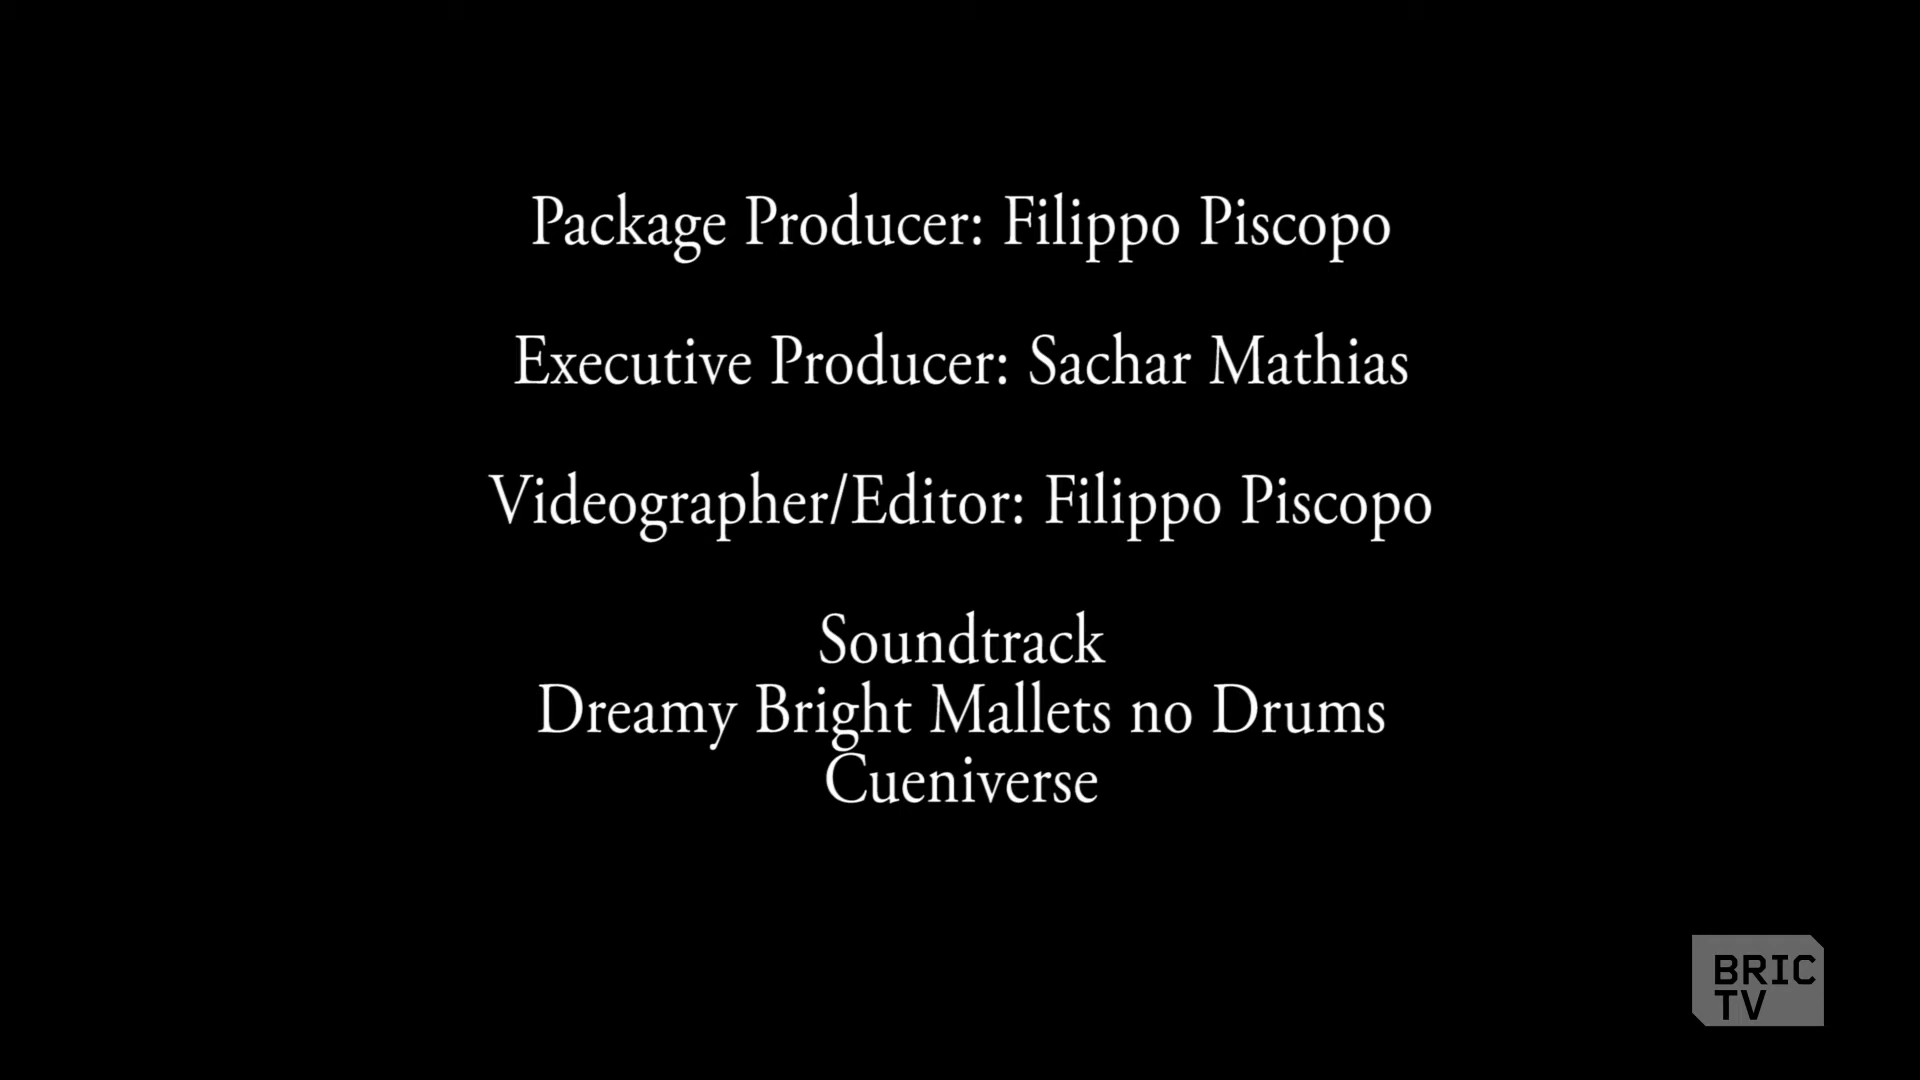 Package Producer: Filippo Piscopo
Executive Producer: Sachar Mathias
Videographer/Editor: Filippo Piscopo
Soundtrack
Dreamy Bright Mallets no Drums
Cueniverse
BRIC
TV